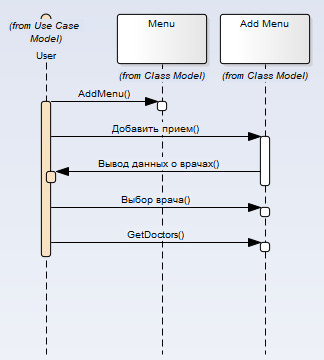 (from Use Case
Model)
User
Menu
(from Class Model)
Add Menu
(from Class Model)
AddMenu()
Добавить прием()
Вывод данных о врачах()
Выбор врача()
GetDoctors()